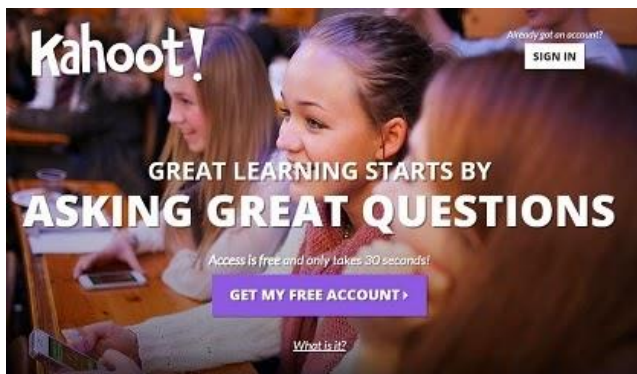 Kahoot!
Already got an account?
SIGN IN
GREAT LEARNING STARTS BY
ASKING GREAT QUESTIONS
Access is free and only takes 30 seconds!
GET MY FREE ACCOUNT ›
What is it?